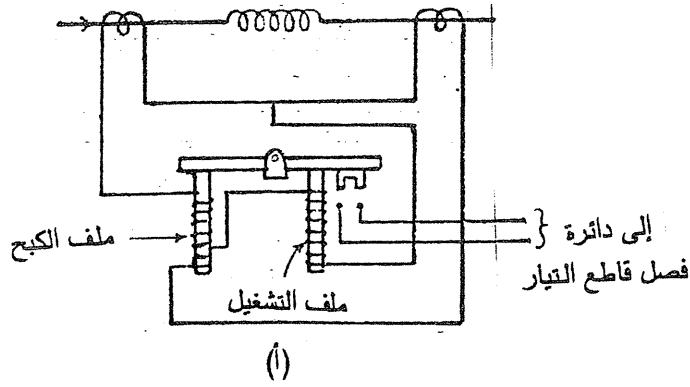 ملف الكبح
إلى دائرة
فصل قاطع التيار
ملف التشغيل
(أ)